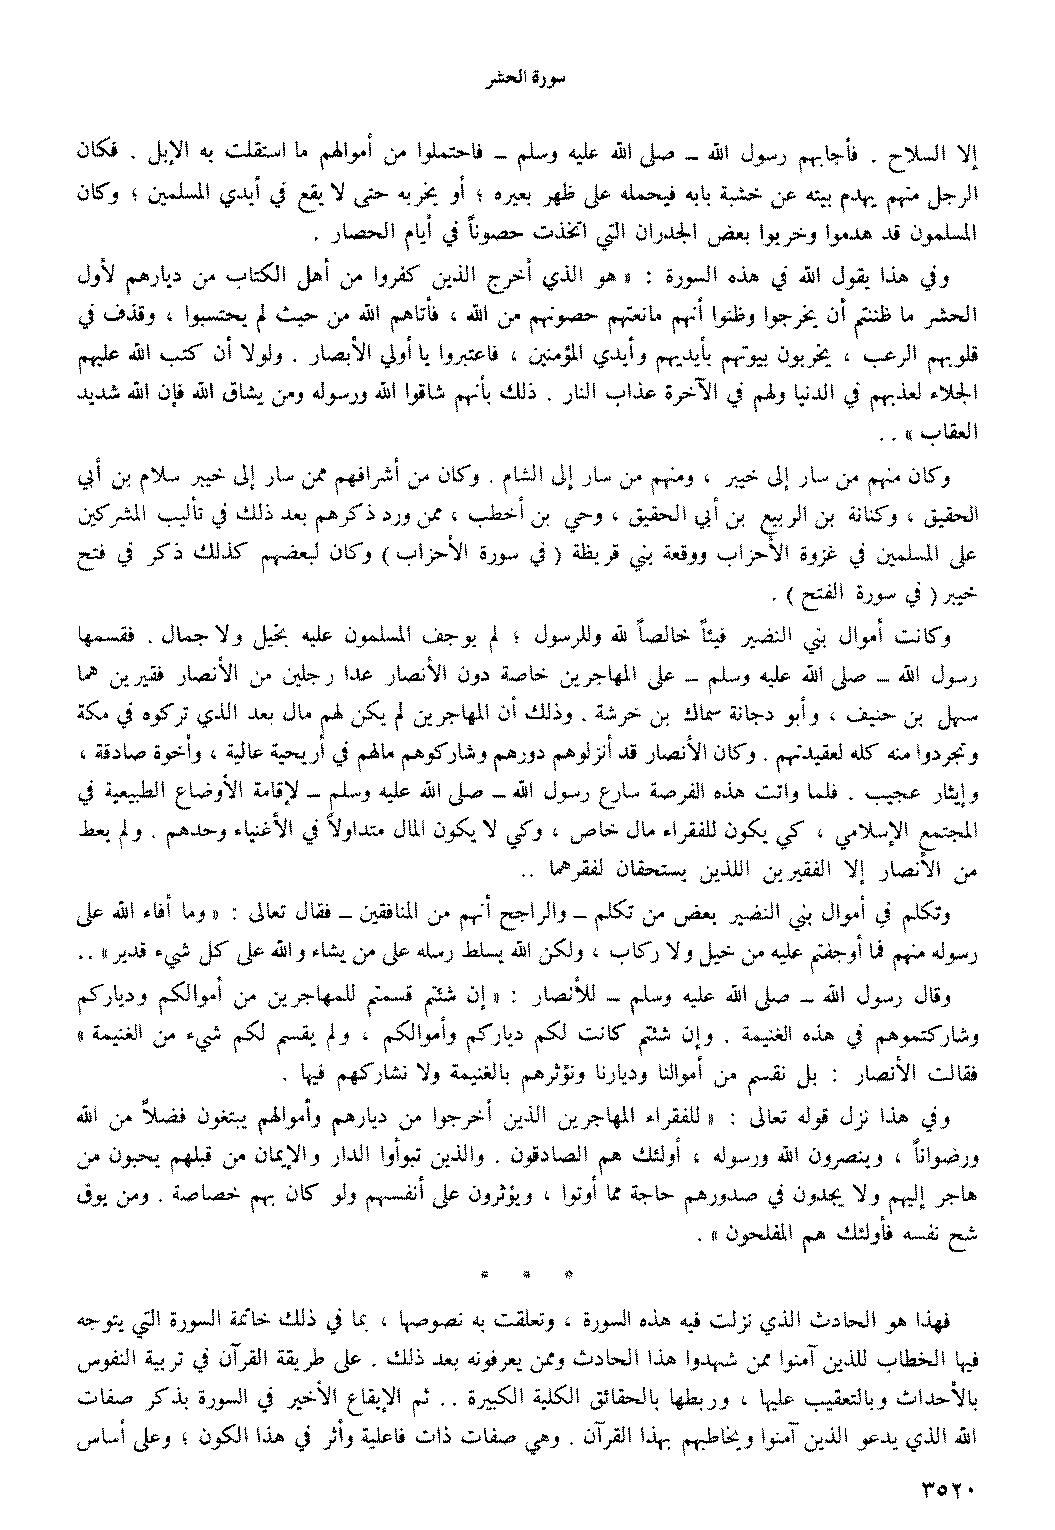 سورة الحشر
إلا السلاح . فأجابهم رسول الله – صلى الله عليه وسلم – فاحتملوا من أموالهم ما استقلت به الإبل . فكان
الرجل منهم يهدم بيته عن خشبة بابه فيحمله على ظهر بعيره ؛ أو يخربه حتى لا يقع في أيدي المسلمين ؛ وكان
المسلمون قد هدموا وخربوا بعض الجدران التي اتخذت حصوناً في أيام الحصار .
وفي هذا يقول الله في هذه السورة : « هو الذي أخرج الذين كفروا من أهل الكتاب من ديارهم لأول
الحشر ما ظننتم أن يخرجوا وظنوا أنهم مانعتهم حصونهم من الله ، فأتاهم الله من حيث لم يحتسبوا ، وقذف في
قلوبهم الرعب ، يخربون بيوتهم بأيديهم وأيدي المؤمنين ، فاعتبروا يا أولي الأبصار . ولولا أن كتب الله عليهم
الجلاء لعذبهم في الدنيا ولهم في الآخرة عذاب النار . ذلك بأنهم شاقوا الله ورسوله ومن يشاق الله فإن الله شديد
العقاب » . .
وكان منهم من سار إلى خيبر ، ومنهم من سار إلى الشام . وكان من أشرافهم ممن سار إلى خيبر سلام بن أبي
الحقيق ، وكنانة بن الربيع بن أبي الحقيق ، وحي بن أخطب ، ممن ورد ذكرهم بعد ذلك في تأليب المشركين
على المسلمين في غزوة الأحزاب ووقعة بني قريظة ( في سورة الأحزاب ) وكان لبعضهم كذلك ذكر في فتح
خيبر ( في سورة الفتح ) .
وكانت أموال بني النضير فيئاً خالصاً لله وللرسول ؛ لم يوجف المسلمون عليه بخيل ولا جمال . فقسمها
رسول الله – صلى الله عليه وسلم – على المهاجرين خاصة دون الأنصار عدا رجلين من الأنصار فقيرين هما
سهل بن حنيف ، وأبو دجانة سماك بن خرشة . وذلك أن المهاجرين لم يكن لهم مال بعد الذي تركوه في مكة
وتجردوا منه كله لعقيدتهم . وكان الأنصار قد أنزلوهم دورهم وشاركوهم مالهم في أريحية عالية ، وأخوة صادقة ،
وإيثار عجيب . فلما واتت هذه الفرصة سارع رسول الله – صلى الله عليه وسلم – لإقامة الأوضاع الطبيعية في
المجتمع الإسلامي ، كي يكون للفقراء مال خاص ، وكي لا يكون المال متداولاً في الأغنياء وحدهم . ولم يعط
من الأنصار إلا الفقيرين اللذين يستحقان لفقرهما ..
وتكلم في أموال بني النضير بعض من تكلم – والراجح أنهم من المنافقين – فقال تعالى : « وما أفاء الله على
رسوله منهم فما أوجفتم عليه من خيل ولا ركاب ، ولكن الله يسلط رسله على من يشاء والله على كل شيء قدير » ..
وقال رسول الله – صلى الله عليه وسلم – للأنصار : « إن شئتم قسمتم للمهاجرين من أموالكم ودياركم
وشاركتموهم في هذه الغنيمة . وإن شئتم كانت لكم دياركم وأموالكم ، ولم يقسم لكم شيء من الغنيمة »
فقالت الأنصار : بل نقسم من أموالنا وديارنا ونؤثرهم بالغنيمة ولا نشاركهم فيها .
وفي هذا نزل قوله تعالى : « للفقراء المهاجرين الذين أخرجوا من ديارهم وأموالهم يبتغون فضلاً من الله
ورضواناً ، وينصرون الله ورسوله ، أولئك هم الصادقون . والذين تبوأوا الدار والإيمان من قبلهم يحبون من
هاجر إليهم ولا يجدون في صدورهم حاجة مما أوتوا ، ويؤثرون على أنفسهم ولو كان بهم خصاصة . ومن يوق
شح نفسه فأولئك هم المفلحون » .
* * *
فهذا هو الحادث الذي نزلت فيه هذه السورة ، وتعلقت به نصوصها ، بما في ذلك خاتمة السورة التي يتوجه
فيها الخطاب للذين آمنوا ممن شهدوا هذا الحادث وممن يعرفونه بعد ذلك . على طريقة القرآن في تربية النفوس
بالأحداث وبالتعقيب عليها ، وربطها بالحقائق الكلية الكبيرة .. ثم الإيقاع الأخير في السورة بذكر صفات
الله الذي يدعو الذين آمنوا ويخاطبهم بهذا القرآن . وهي صفات ذات فاعلية وأثر في هذا الكون ؛ وعلى أساس
٣٥٢٠